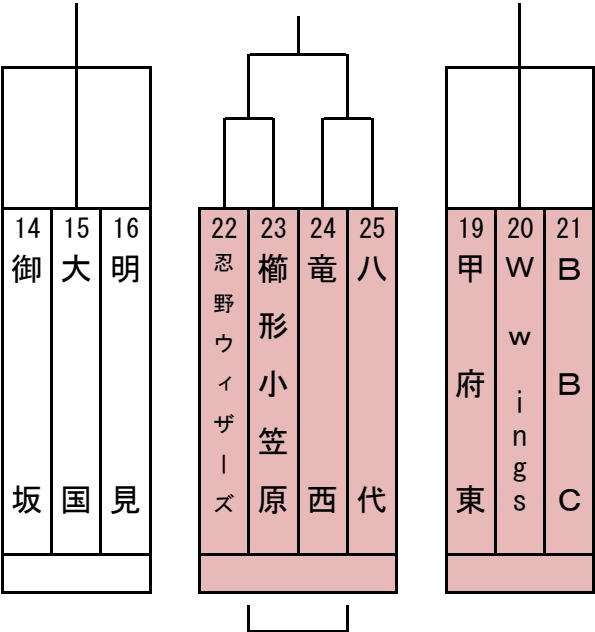 14 御坂
15 大国
16 明見
22 忍野ウィザーズ
23 櫛形小笠原
24 竜西
25 八代
19 甲府東
20 Wwings
21 BBC